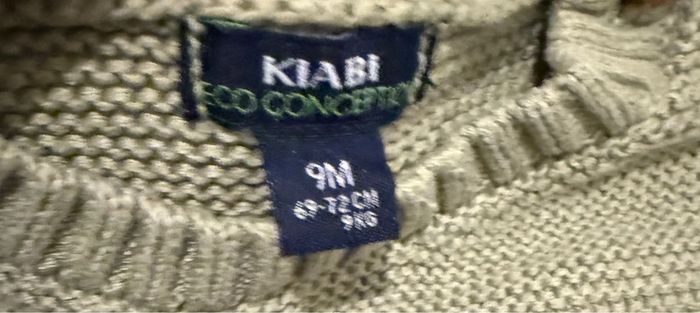 KIABI
ECO CONCEPTION
9M
69-72CM
9KG